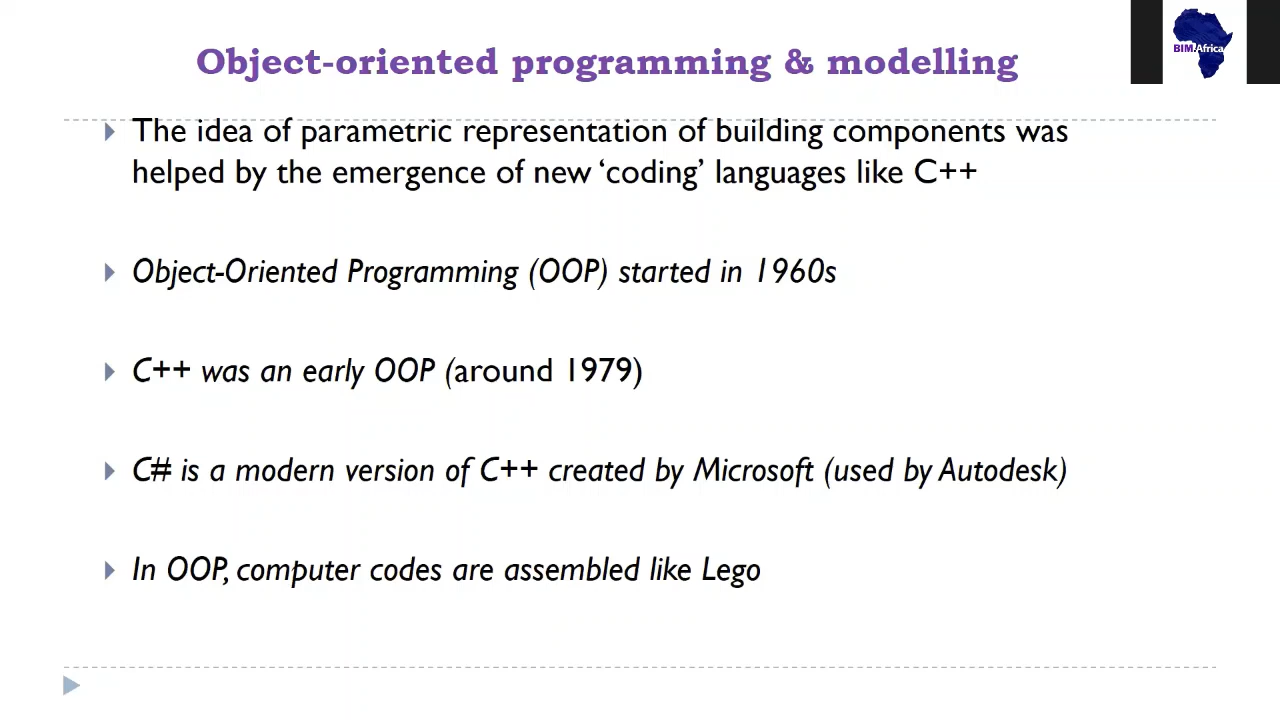 Object-oriented programming & modelling
BIM Africa
The idea of parametric representation of building components was
helped by the emergence of new ‘coding’ languages like C++
Object-Oriented Programming (OOP) started in 1960s
C++ was an early OOP (around 1979)
C# is a modern version of C++ created by Microsoft (used by Autodesk)
In OOP, computer codes are assembled like Lego